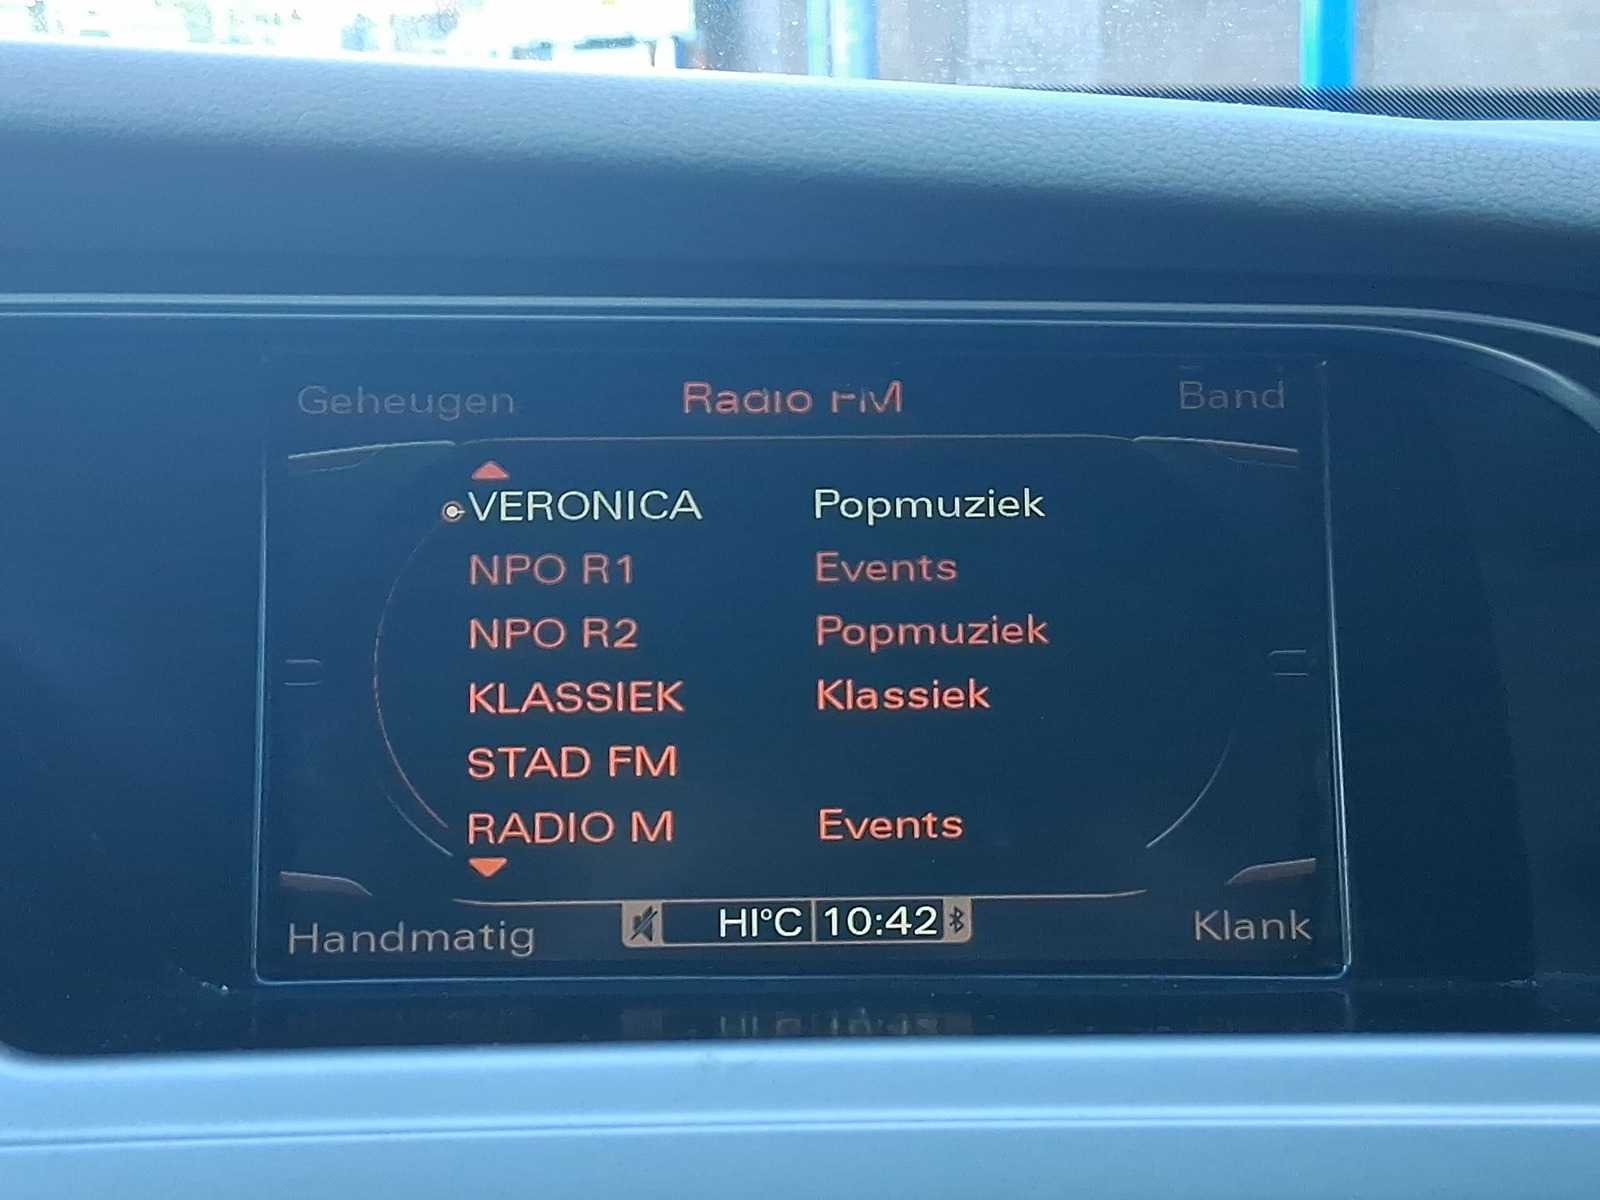 Geheugen Radio FM Band
VERONICA Popmuziek
NPO R1 Events
NPO R2 Popmuziek
KLASSIEK Klassiek
STAD FM
RADIO M Events
Handmatig HI°C 10:42 Klank